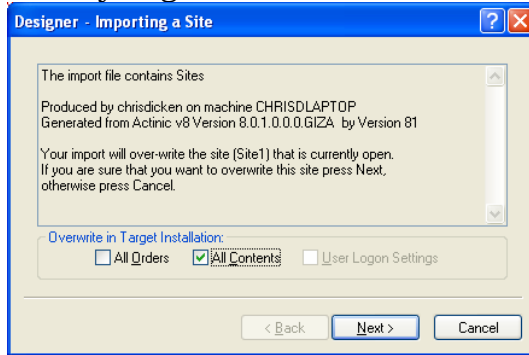 Designer - Importing a Site
The import file contains Sites
Produced by chrisdicken on machine CHRISDLAPTOP
Generated from Actinic v8 Version 8.0.1.0.0.0.GIZA by Version 81
Your import will over-write the site (Site1) that is currently open.
If you are sure that you want to overwrite this site press Next,
otherwise press Cancel.
Overwrite in Target Installation:
All Orders All Contents User Logon Settings
< Back Next > Cancel